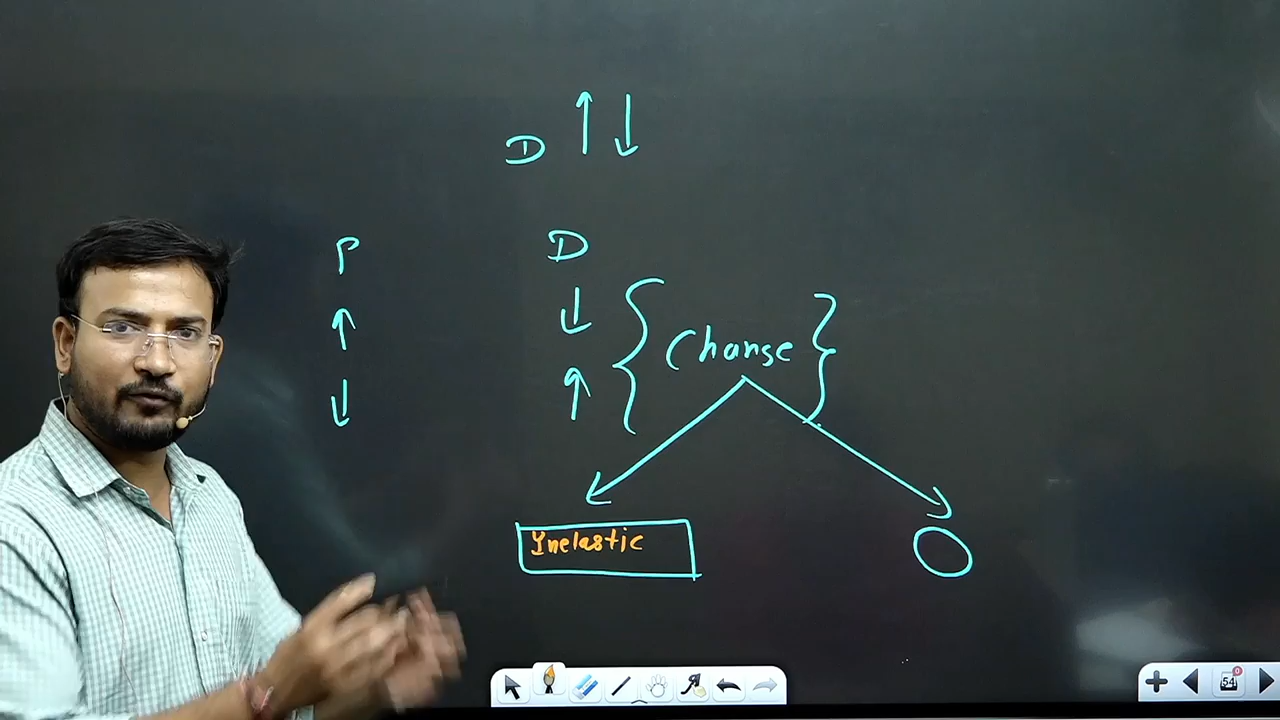 D ↑ ↓
P D
↑ ↓
Change
↓ ↑
Inelastic
54